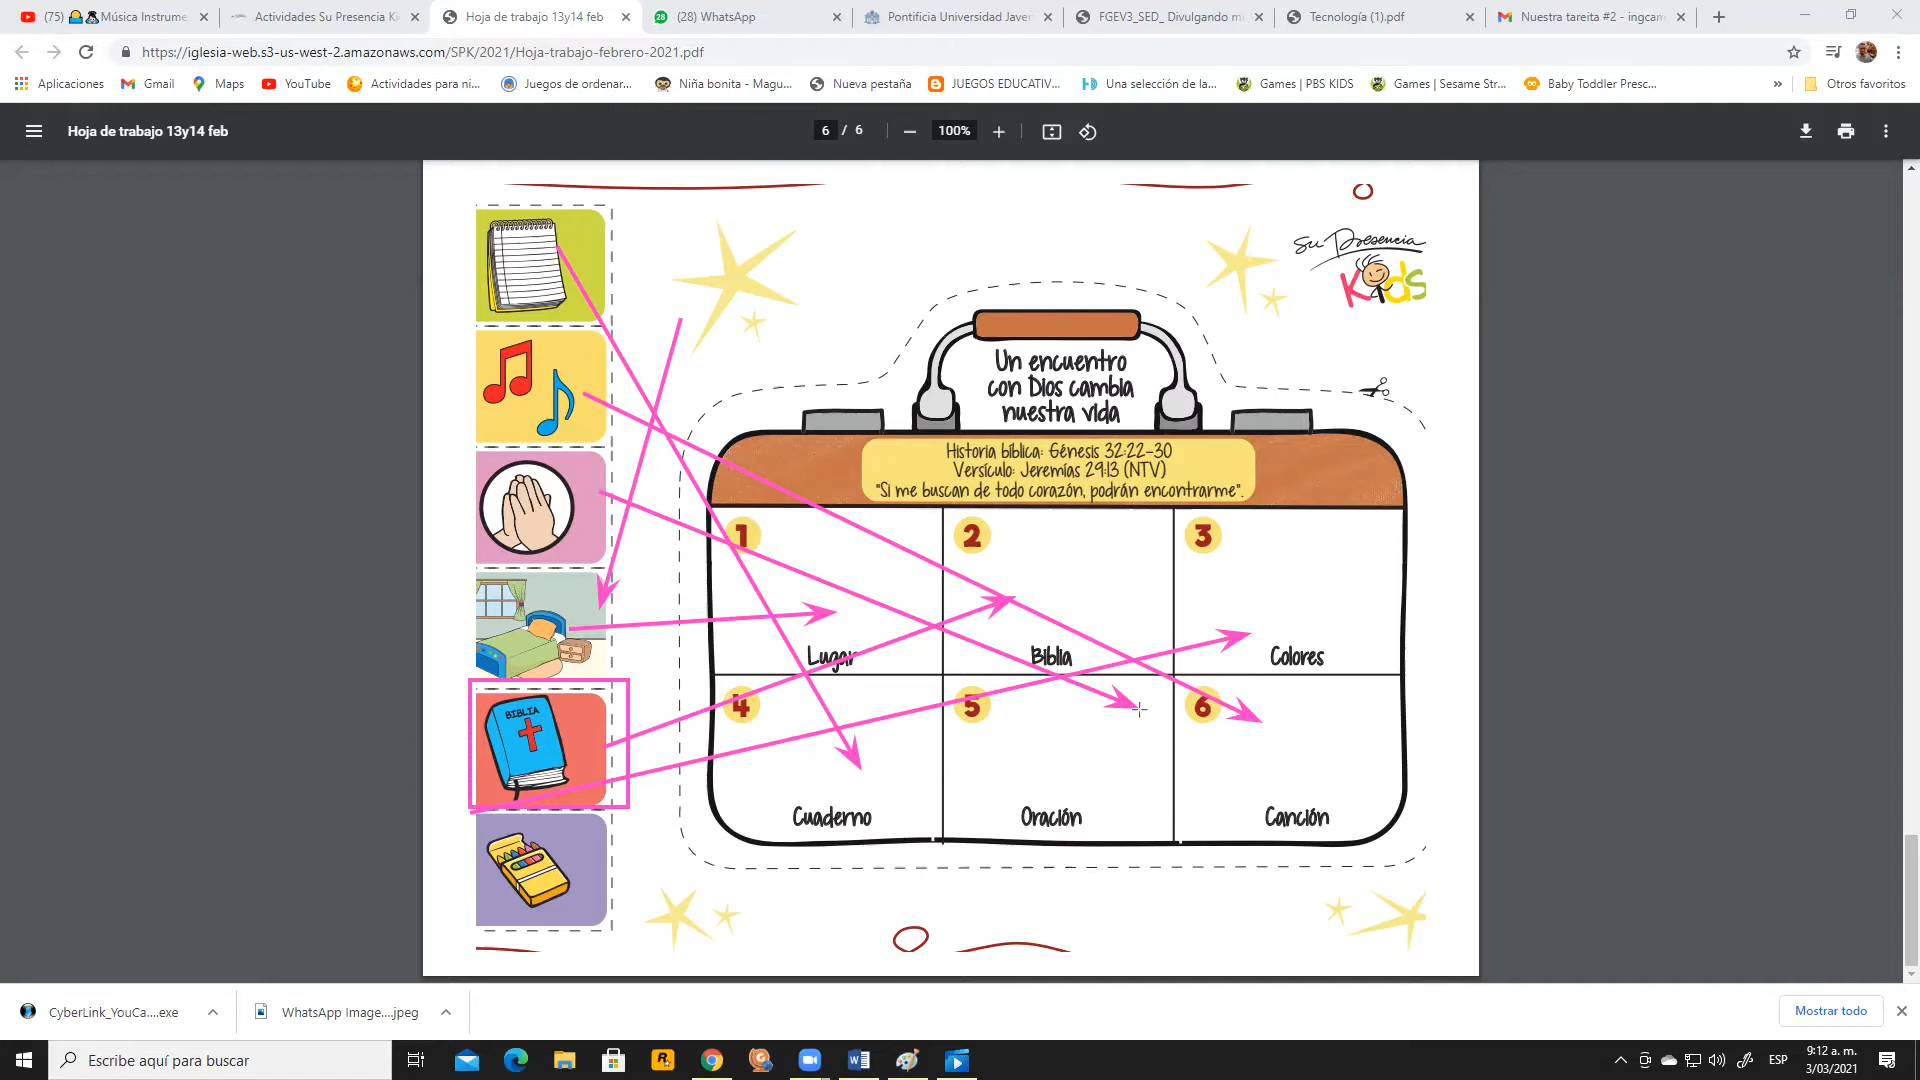 (75) Música Instrume
Actividades Su Presencia Ki
Hoja de trabajo 13y14 feb
(28) WhatsApp
Pontificia Universidad Javer
FGEV3_SED_ Divulgando m
Tecnología (1).pdf
Nuestra tareita #2 - ingcam
https://iglesia-web.s3-us-west-2.amazonaws.com/SPK/2021/Hoja-trabajo-febrero-2021.pdf
Aplicaciones
Gmail
Maps
YouTube
Actividades para ni...
Juegos de ordenar...
Niña bonita - Magu...
Nueva pestaña
JUEGOS EDUCATIV...
Una selección de la...
Games | PBS KIDS
Games | Sesame Str...
Baby Toddler Presc...
»
Otros favoritos
Hoja de trabajo 13y14 feb
6 / 6
100%
Su Presencia
Kids
Un encuentro
con Dios cambia
nuestra vida
Historia bíblica: Génesis 32:22-30
Versículo: Jeremías 29:13 (NTV)
"Si me buscan de todo corazón, podrán encontrarme".
1
2
3
Lugar
Biblia
Colores
4
5
6
Cuaderno
Oración
Canción
BIBLIA
CyberLink_YouCa....exe
WhatsApp Image....jpeg
Mostrar todo
Escribe aquí para buscar
ESP
9:12 a. m.
3/03/2021